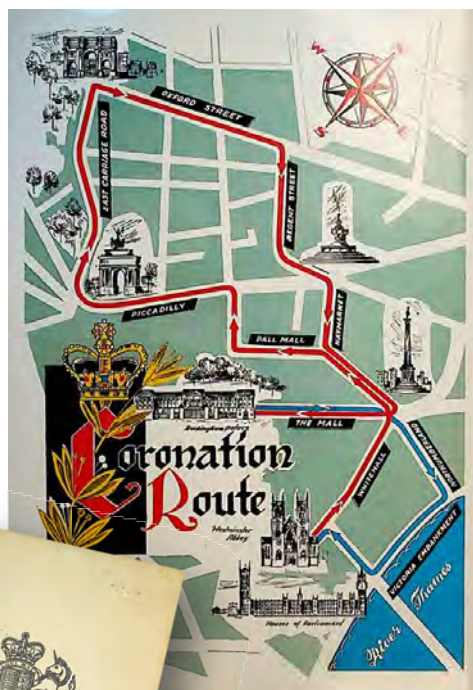 W
N
S
E
OXFORD STREET
EAST CARRIAGE ROAD
REGENT STREET
PICCADILLY
PALL MALL
HAYMARKET
Buckingham Palace
THE MALL
NORTHUMBERLAND
Coronation
Route
WHITEHALL
Westminster
Abbey
VICTORIA EMBANKMENT
Houses of Parliament
River Thames